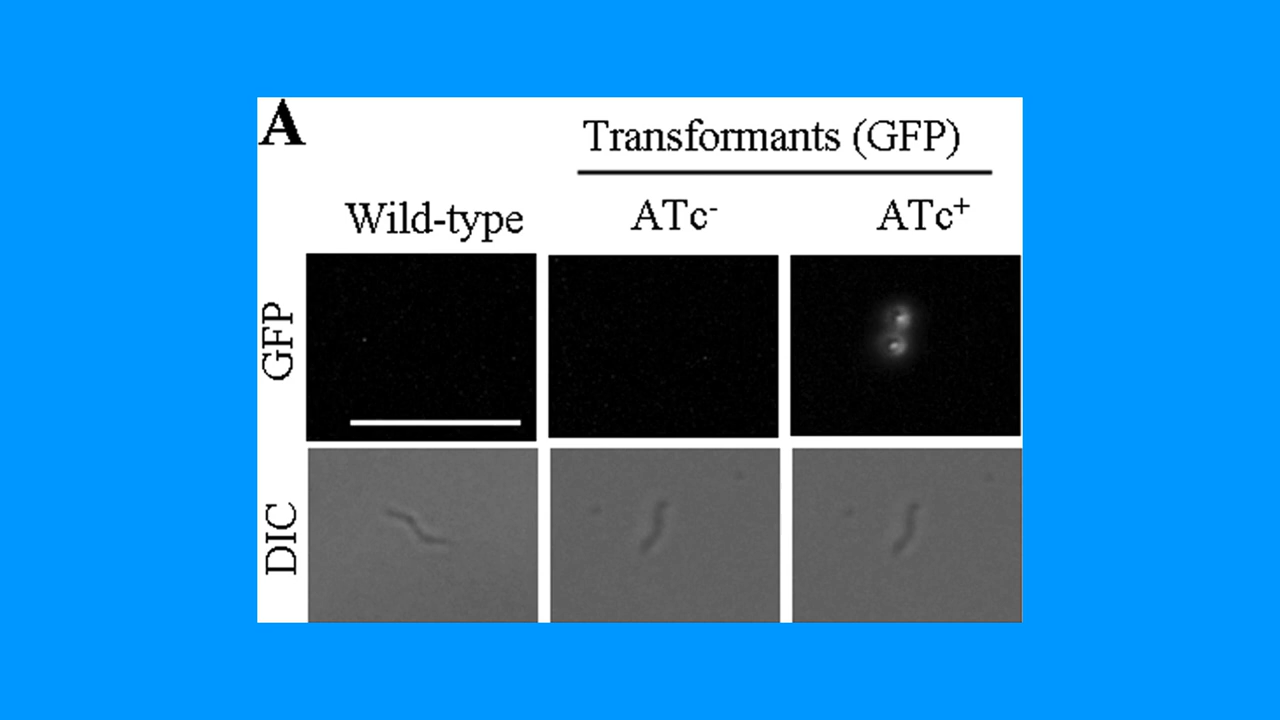 A
Transformants (GFP)
Wild-type
ATc⁻
ATc⁺
GFP
DIC